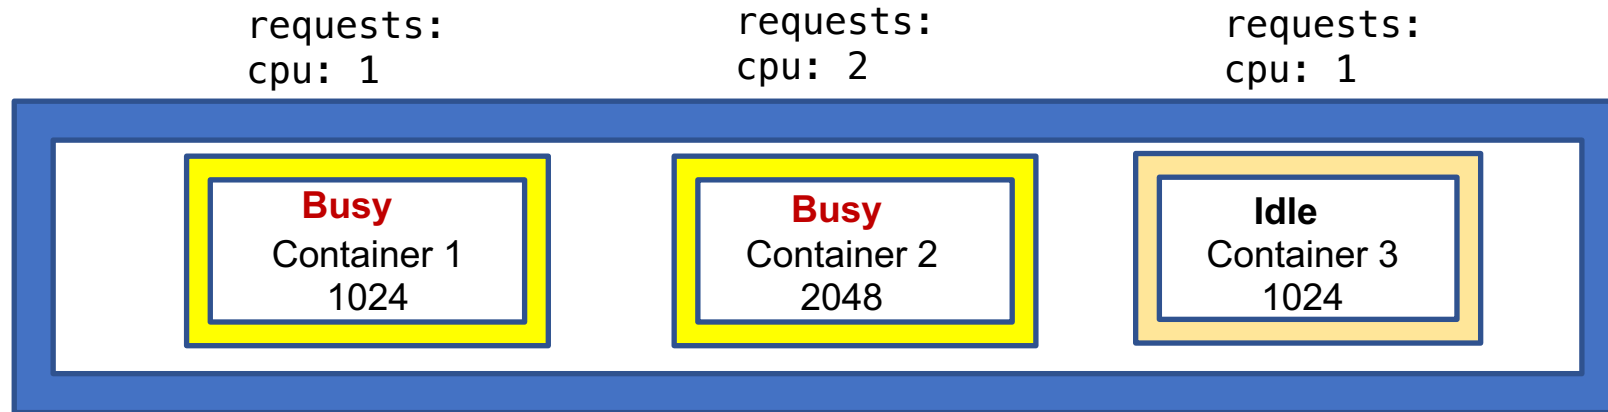 requests:
cpu: 1
requests:
cpu: 2
requests:
cpu: 1
Busy
Container 1
1024
Busy
Container 2
2048
Idle
Container 3
1024